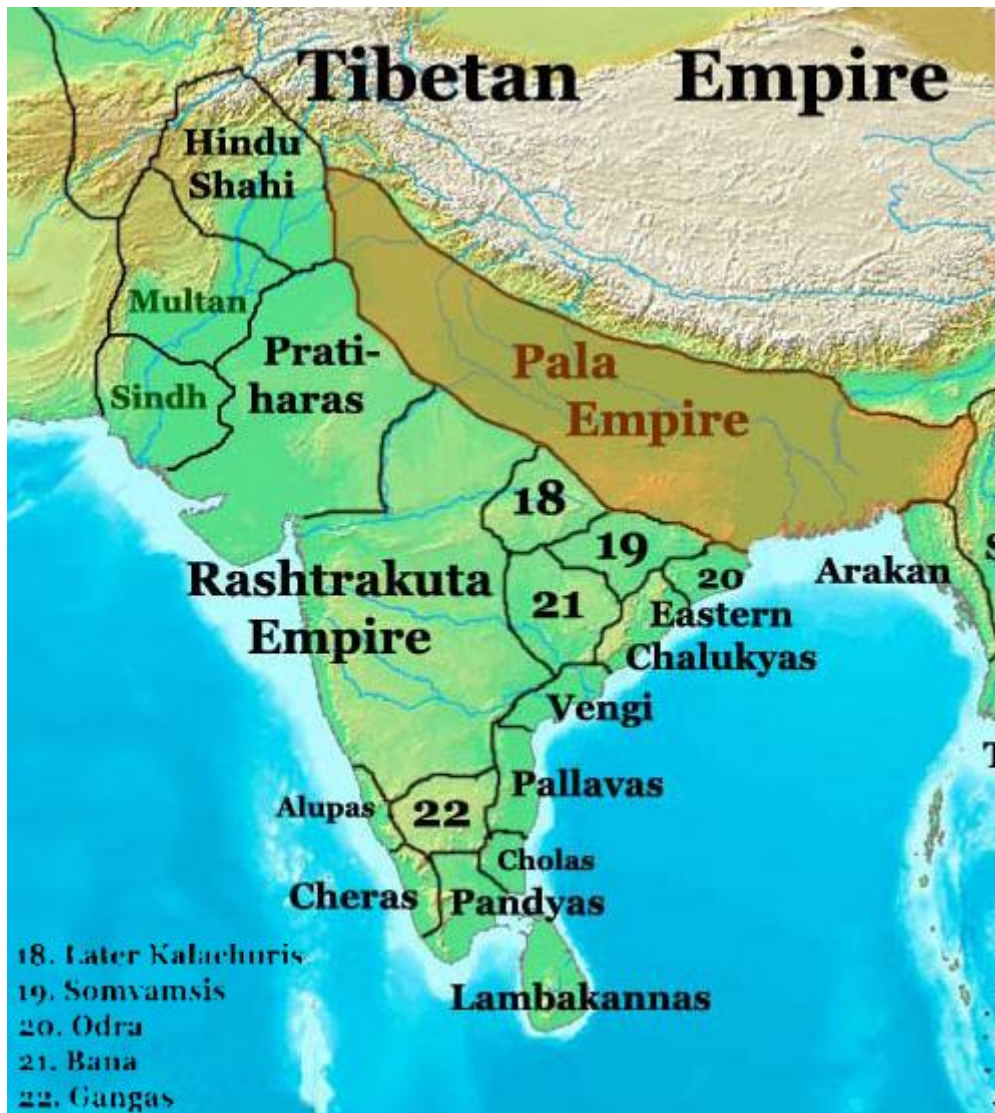 Tibetan Empire
Hindu
Shahi
Multan
Prati-
haras
Sindh
Pala
Empire
18
19
20
21
Rashtrakuta
Empire
Arakan
Eastern
Chalukyas
Vengi
Pallavas
Alupas
22
Cholas
Cheras
Pandyas
Lambakannas
18. Later Kalachuris
19. Somvamsis
20. Odra
21. Bana
22. Gangas